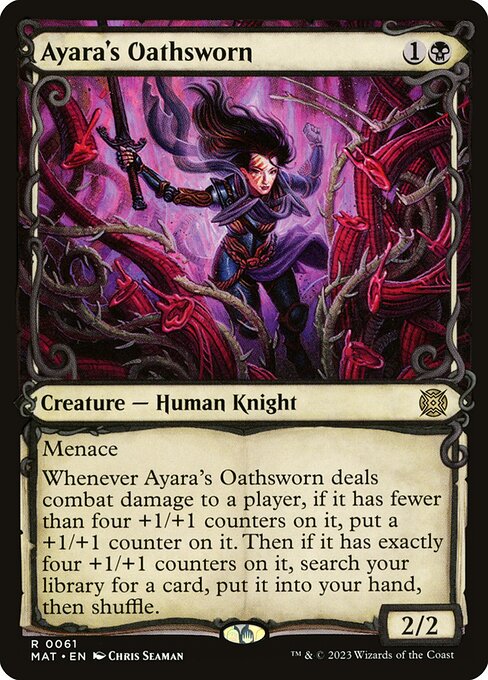 Ayara's Oathsworn 1
Creature — Human Knight
Menace
Whenever Ayara's Oathsworn deals
combat damage to a player, if it has fewer
than four +1/+1 counters on it, put a
+1/+1 counter on it. Then if it has exactly
four +1/+1 counters on it, search your
library for a card, put it into your hand,
then shuffle.
2/2
R 0061
MAT • EN Chris Seaman
™ & © 2023 Wizards of the Coast